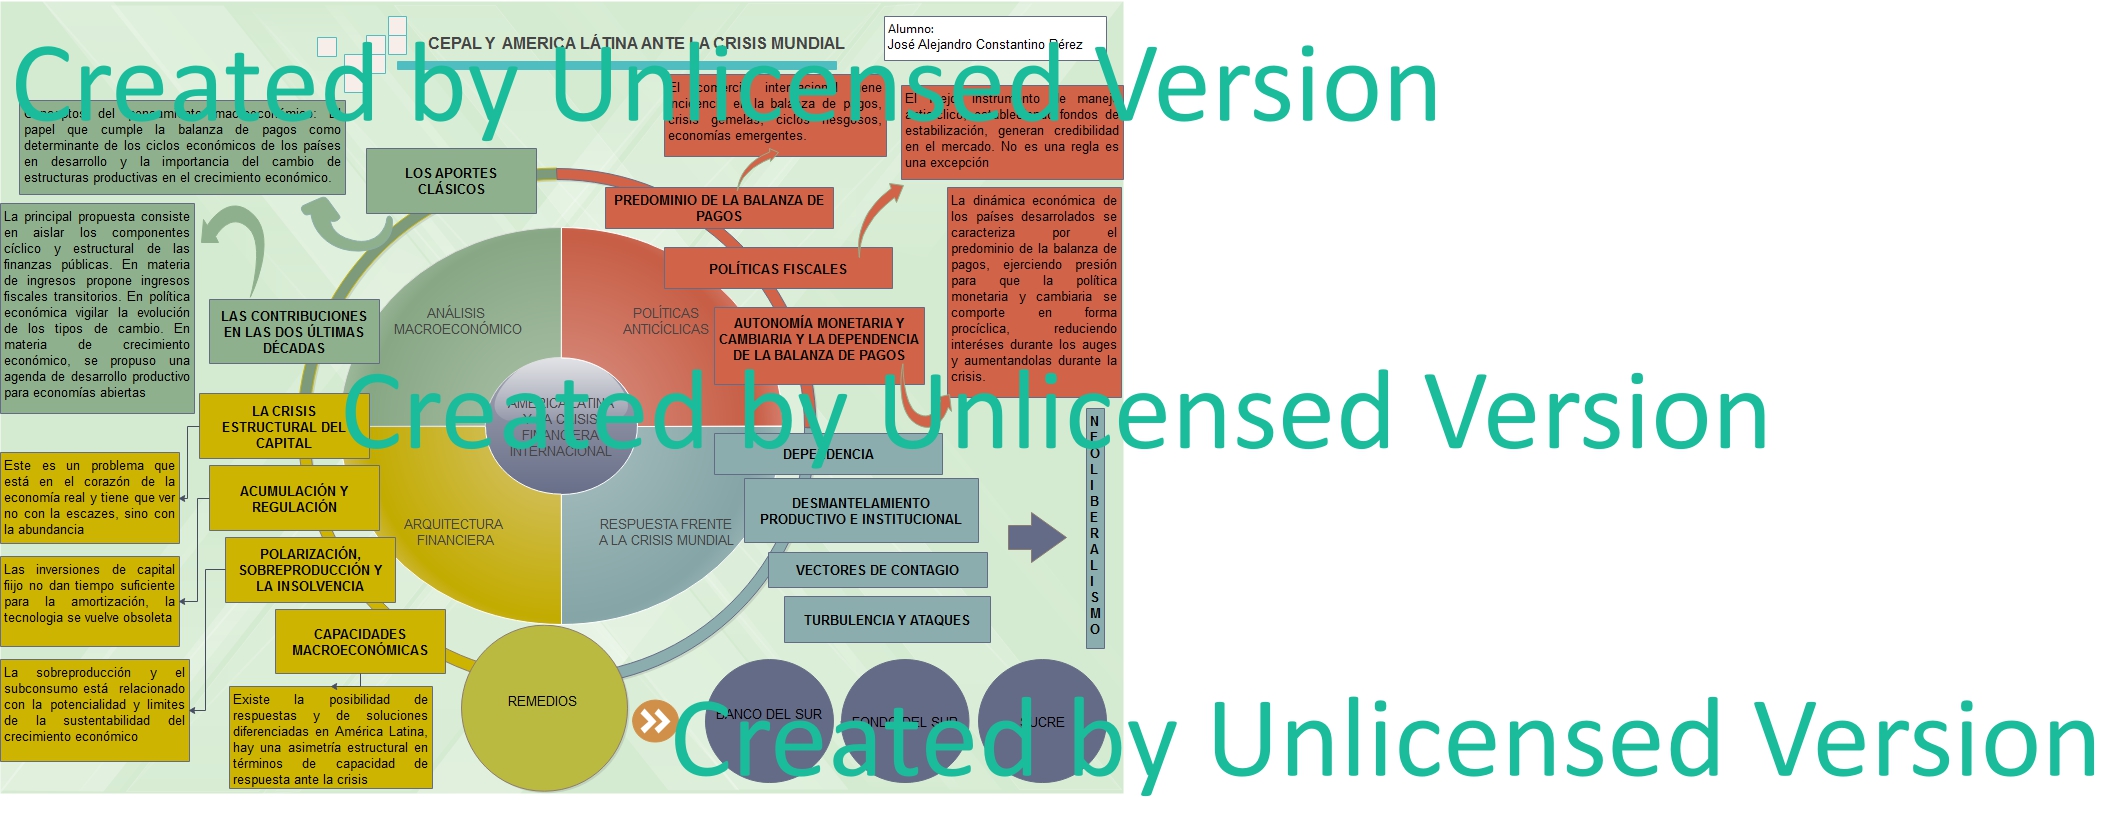 CEPAL Y AMERICA LÁTINA ANTE LA CRISIS MUNDIAL
Alumno:
José Alejandro Constantino Pérez
Created by Unlicensed Version
Conceptos del pensamiento macroeconómico: El
papel que cumple la balanza de pagos como
determinante de los ciclos económicos de los países
en desarrollo y la importancia del cambio de
estructuras productivas en el crecimiento económico.
LOS APORTES
CLÁSICOS
La principal propuesta consiste
en aislar los componentes
cíclico y estructural de las
finanzas públicas. En materia
de ingresos propone ingresos
fiscales transitorios. En política
económica vigilar la evolución
de los tipos de cambio. En
materia de crecimiento
económico, se propuso una
agenda de desarrollo productivo
para economías abiertas
LAS CONTRIBUCIONES
EN LAS DOS ÚLTIMAS
DÉCADAS
ANÁLISIS
MACROECONÓMICO
El comercio internacional tiene
incidencia en la balanza de pagos,
crisis gemelas, ciclos riesgosos,
economías emergentes.
PREDOMINIO DE LA BALANZA DE
PAGOS
El mejor instrumento de manejo
anticíclico, estableciendo fondos de
estabilización, generan credibilidad
en el mercado. No es una regla es
una excepción
POLÍTICAS FISCALES
POLÍTICAS
ANTICÍCLICAS
AUTONOMÍA MONETARIA Y
CAMBIARIA Y LA DEPENDENCIA
DE LA BALANZA DE PAGOS
La dinámica económica de
los países desarrolados se
caracteriza por el
predominio de la balanza de
pagos, ejerciendo presión
para que la política
monetaria y cambiaria se
comporte en forma
procíclica, reduciendo
interéses durante los auges
y aumentandolas durante la
crisis.
AMERICA LATINA
Y LA CRISIS
FINANCIERA
INTERNACIONAL
Created by Unlicensed Version
LA CRISIS
ESTRUCTURAL DEL
CAPITAL
Este es un problema que
está en el corazón de la
economía real y tiene que ver
no con la escazes, sino con
la abundancia
ACUMULACIÓN Y
REGULACIÓN
Las inversiones de capital
fiijo no dan tiempo suficiente
para la amortización, la
tecnologia se vuelve obsoleta
POLARIZACIÓN,
SOBREPRODUCCIÓN Y
LA INSOLVENCIA
La sobreproducción y el
subconsumo está relacionado
con la potencialidad y limites
de la sustentabilidad del
crecimiento económico
CAPACIDADES
MACROECONÓMICAS
Existe la posibilidad de
respuestas y de soluciones
diferenciadas en América Latina,
hay una asimetría estructural en
términos de capacidad de
respuesta ante la crisis
ARQUITECTURA
FINANCIERA
RESPUESTA FRENTE
A LA CRISIS MUNDIAL
DEPENDENCIA
DESMANTELAMIENTO
PRODUCTIVO E INSTITUCIONAL
VECTORES DE CONTAGIO
TURBULENCIA Y ATAQUES
NEOLIBERALISMO
REMEDIOS
BANCO DEL SUR
FONDO DEL SUR
SUCRE
Created by Unlicensed Version